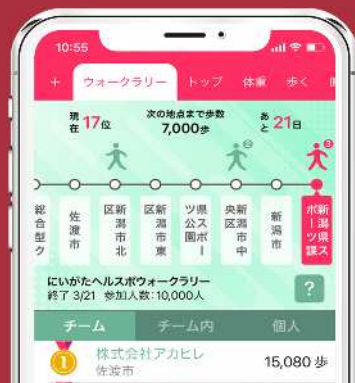 10:55
+ ウォークラリー トップ 体重 歩く
現在 17位
次の地点まで歩数
7,000歩
あと 21日
22
3
総合型ク
佐渡市
新潟市北区
新潟市東区
県スポーツ公園
新潟市中央区
新潟市
新潟県スポーツ課
にいがたヘルスポウォークラリー
終了 3/21 参加人数:10,000人
?
チーム チーム内 個人
1
株式会社アカヒレ
佐渡市
15,080 歩